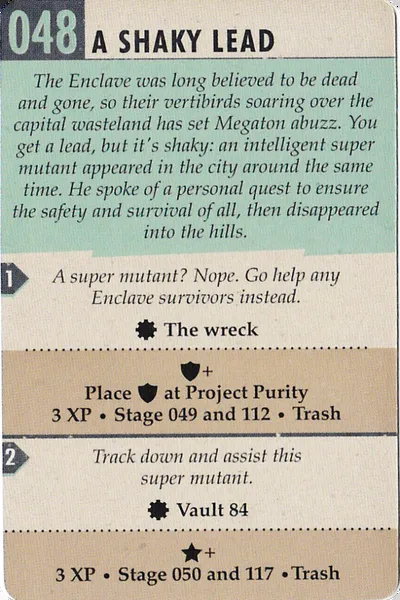 048 A SHAKY LEAD
The Enclave was long believed to be dead
and gone, so their vertibirds soaring over the
capital wasteland has set Megaton abuzz. You
get a lead, but it's shaky: an intelligent super
mutant appeared in the city around the same
time. He spoke of a personal quest to ensure
the safety and survival of all, then disappeared
into the hills.
1 A super mutant? Nope. Go help any
Enclave survivors instead.
The wreck
+
Place at Project Purity
3 XP • Stage 049 and 112 • Trash
2 Track down and assist this
super mutant.
Vault 84
+
3 XP • Stage 050 and 117 • Trash